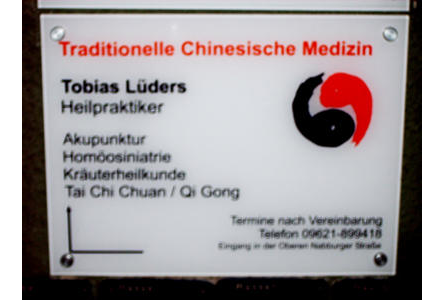 Traditionelle Chinesische Medizin
Tobias Lüders
Heilpraktiker
Akupunktur
Homöosiniatrie
Kräuterheilkunde
Tai Chi Chuan / Qi Gong
Termine nach Vereinbarung
Telefon 09621-899418
Eingang in der Oberen Nabburger Straße